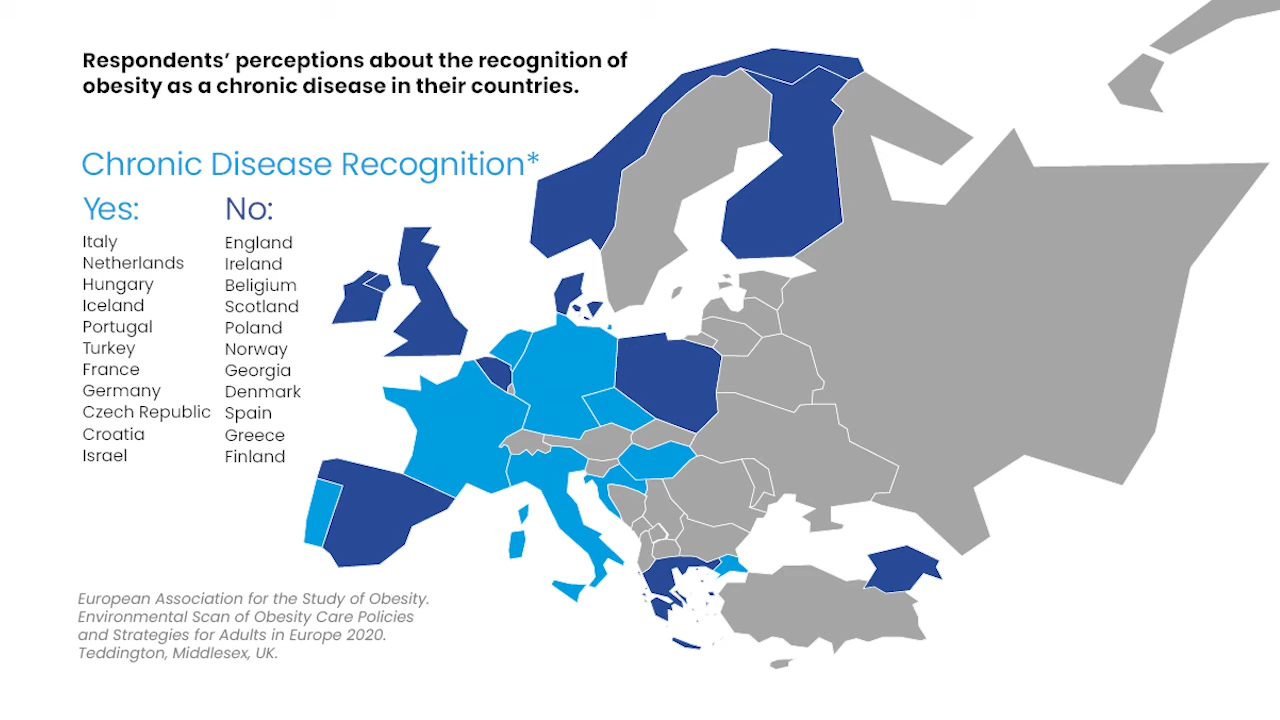 Respondents’ perceptions about the recognition of
obesity as a chronic disease in their countries.
Chronic Disease Recognition*
Yes:
Italy
Netherlands
Hungary
Iceland
Portugal
Turkey
France
Germany
Czech Republic
Croatia
Israel
No:
England
Ireland
Beligium
Scotland
Poland
Norway
Georgia
Denmark
Spain
Greece
Finland
European Association for the Study of Obesity.
Environmental Scan of Obesity Care Policies
and Strategies for Adults in Europe 2020.
Teddington, Middlesex, UK.